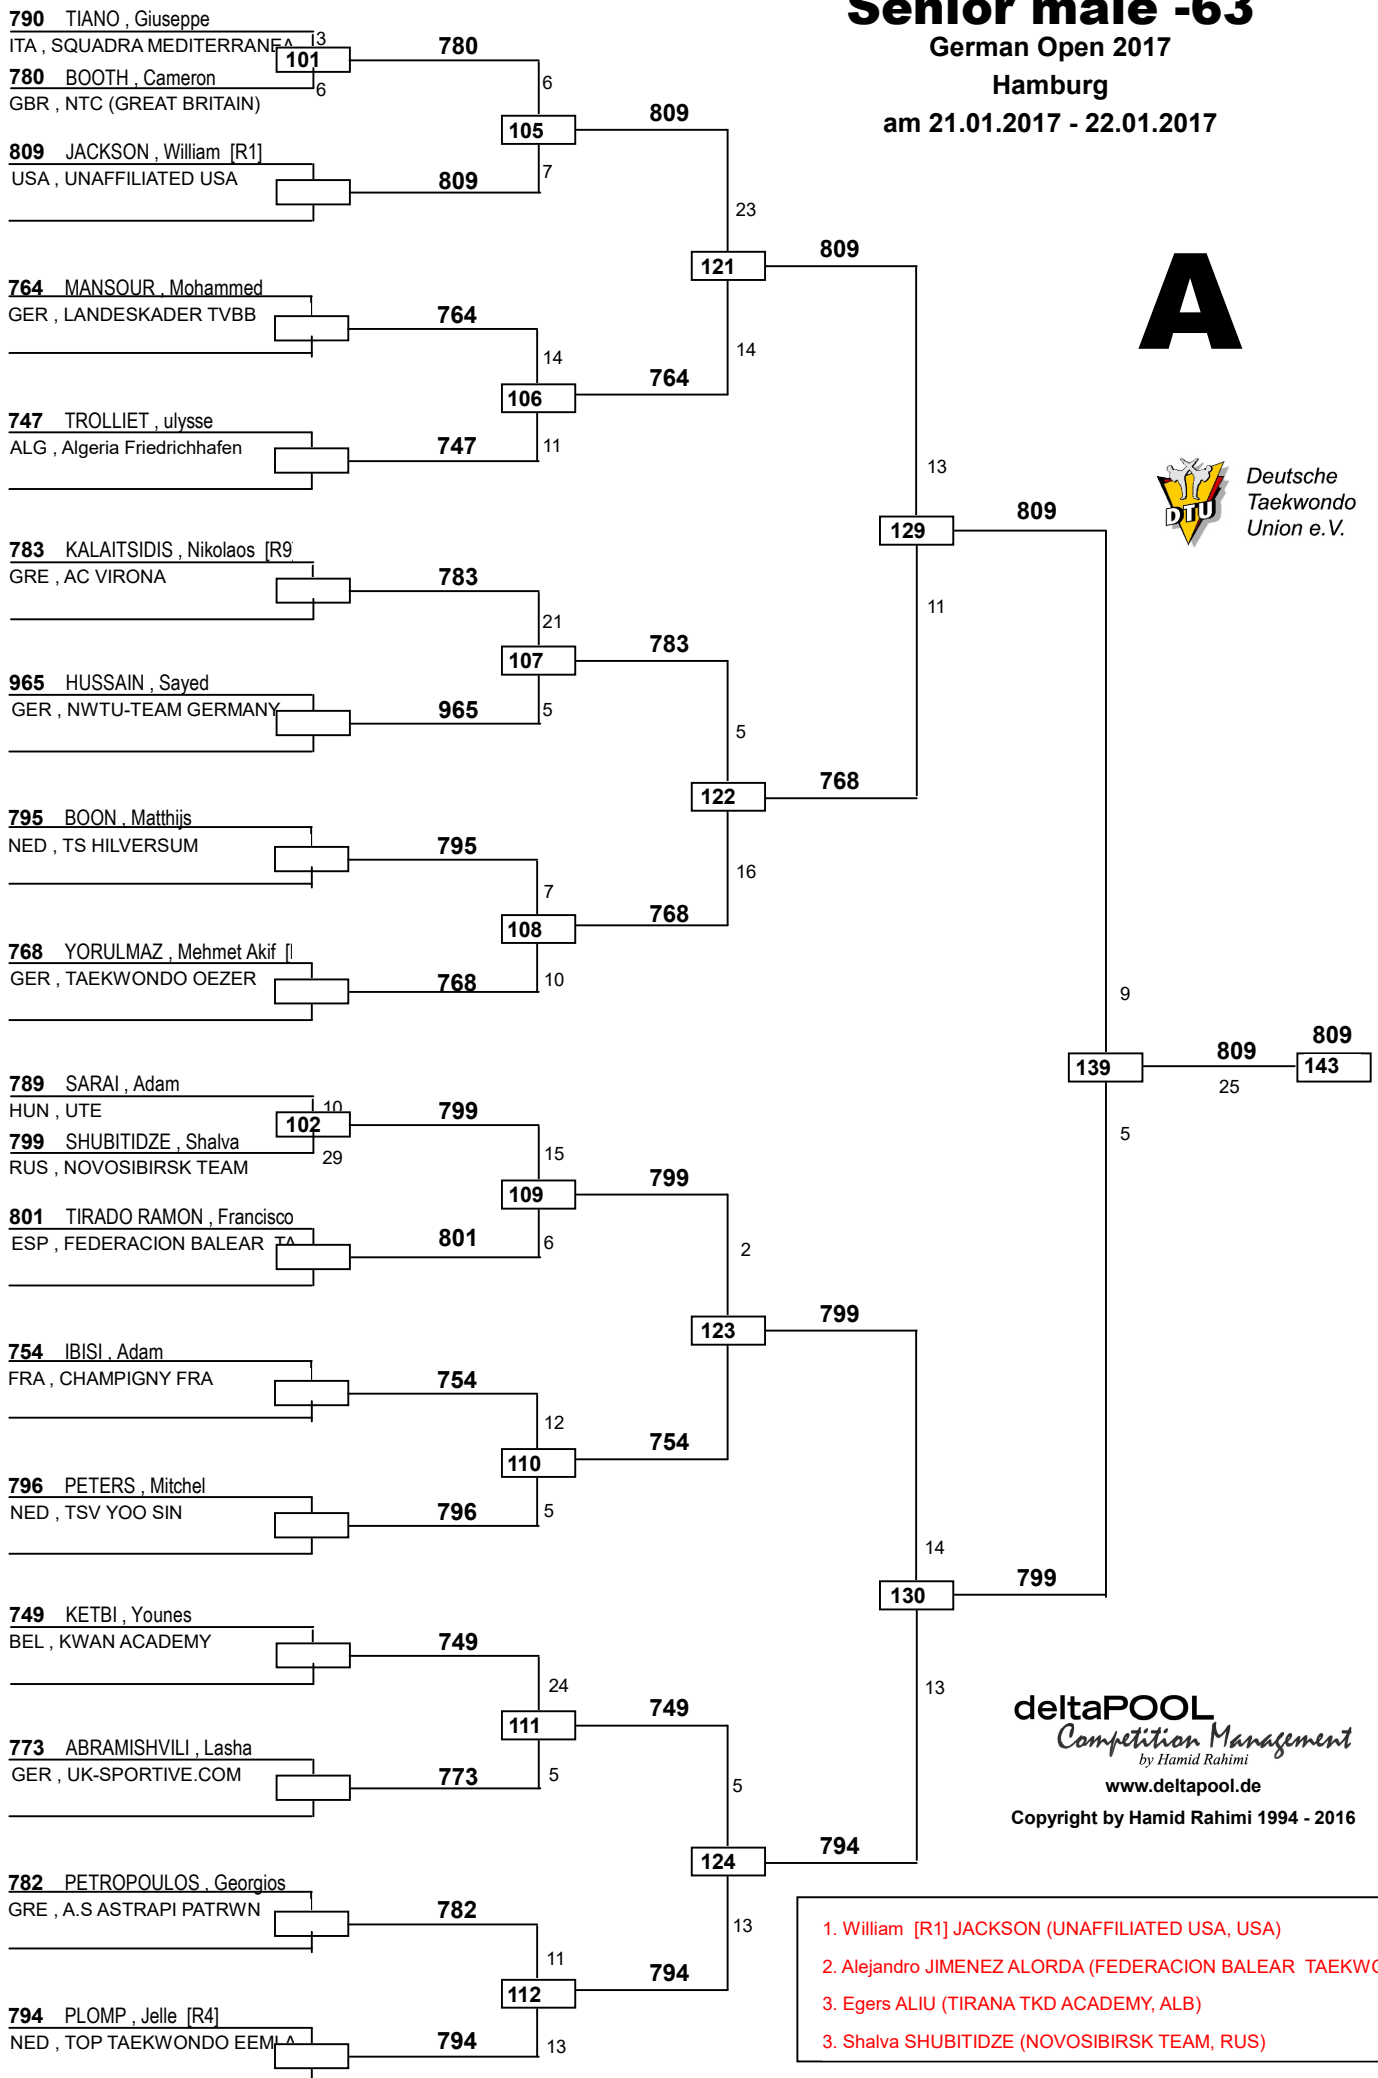 Senior male -63
German Open 2017
Hamburg
am 21.01.2017 - 22.01.2017
A
Deutsche
Taekwondo
Union e.V.
DTU
790 TIANO , Giuseppe
ITA , SQUADRA MEDITERRANEA
3
101
780
780 BOOTH , Cameron
6
GBR , NTC (GREAT BRITAIN)
6
105
809
7
809 JACKSON , William [R1]
USA , UNAFFILIATED USA
809
23
121
809
14
764 MANSOUR , Mohammed
GER , LANDESKADER TVBB
764
14
106
764
11
747 TROLLIET , ulysse
ALG , Algeria Friedrichhafen
747
13
129
809
11
783 KALAITSIDIS , Nikolaos [R9]
GRE , AC VIRONA
783
21
107
783
5
965 HUSSAIN , Sayed
GER , NWTU-TEAM GERMANY
965
5
122
768
16
795 BOON , Matthijs
NED , TS HILVERSUM
795
7
108
768
10
768 YORULMAZ , Mehmet Akif [
GER , TAEKWONDO OEZER
768
9
139
809
25
809
143
5
789 SARAI , Adam
HUN , UTE
10
102
799
799 SHUBITIDZE , Shalva
29
RUS , NOVOSIBIRSK TEAM
15
109
799
6
801 TIRADO RAMON , Francisco
ESP , FEDERACION BALEAR TA
801
2
123
799
754 IBISI , Adam
FRA , CHAMPIGNY FRA
754
12
110
754
5
796 PETERS , Mitchel
NED , TSV YOO SIN
796
14
130
799
13
749 KETBI , Younes
BEL , KWAN ACADEMY
749
24
111
749
5
773 ABRAMISHVILI , Lasha
GER , UK-SPORTIVE.COM
773
5
124
794
13
782 PETROPOULOS , Georgios
GRE , A.S ASTRAPI PATRWN
782
11
112
794
13
794 PLOMP , Jelle [R4]
NED , TOP TAEKWONDO EEMLA
794
deltaPOOL
Competition Management
by Hamid Rahimi
www.deltapool.de
Copyright by Hamid Rahimi 1994 - 2016
1. William [R1] JACKSON (UNAFFILIATED USA, USA)
2. Alejandro JIMENEZ ALORDA (FEDERACION BALEAR TAEKWO
3. Egers ALIU (TIRANA TKD ACADEMY, ALB)
3. Shalva SHUBITIDZE (NOVOSIBIRSK TEAM, RUS)